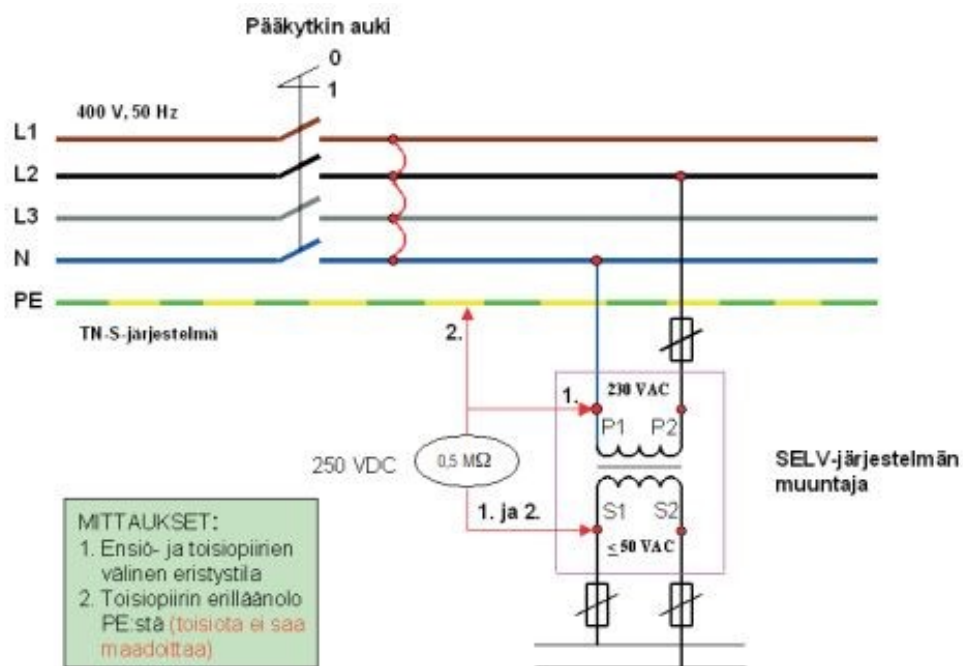 Pääkytkin auki
0
1
400 V, 50 Hz
L1
L2
L3
N
PE
TN-S-järjestelmä
2.
1.
230 VAC
P1 P2
250 VDC
0,5 MΩ
SELV-järjestelmän
muuntaja
1. ja 2.
S1 S2
≤ 50 VAC
MITTAUKSET:
1. Ensiö- ja toisiopiirien
välinen eristystila
2. Toisiopiirin erilläänolo
PE:stä (toisiota ei saa
maadoittaa)